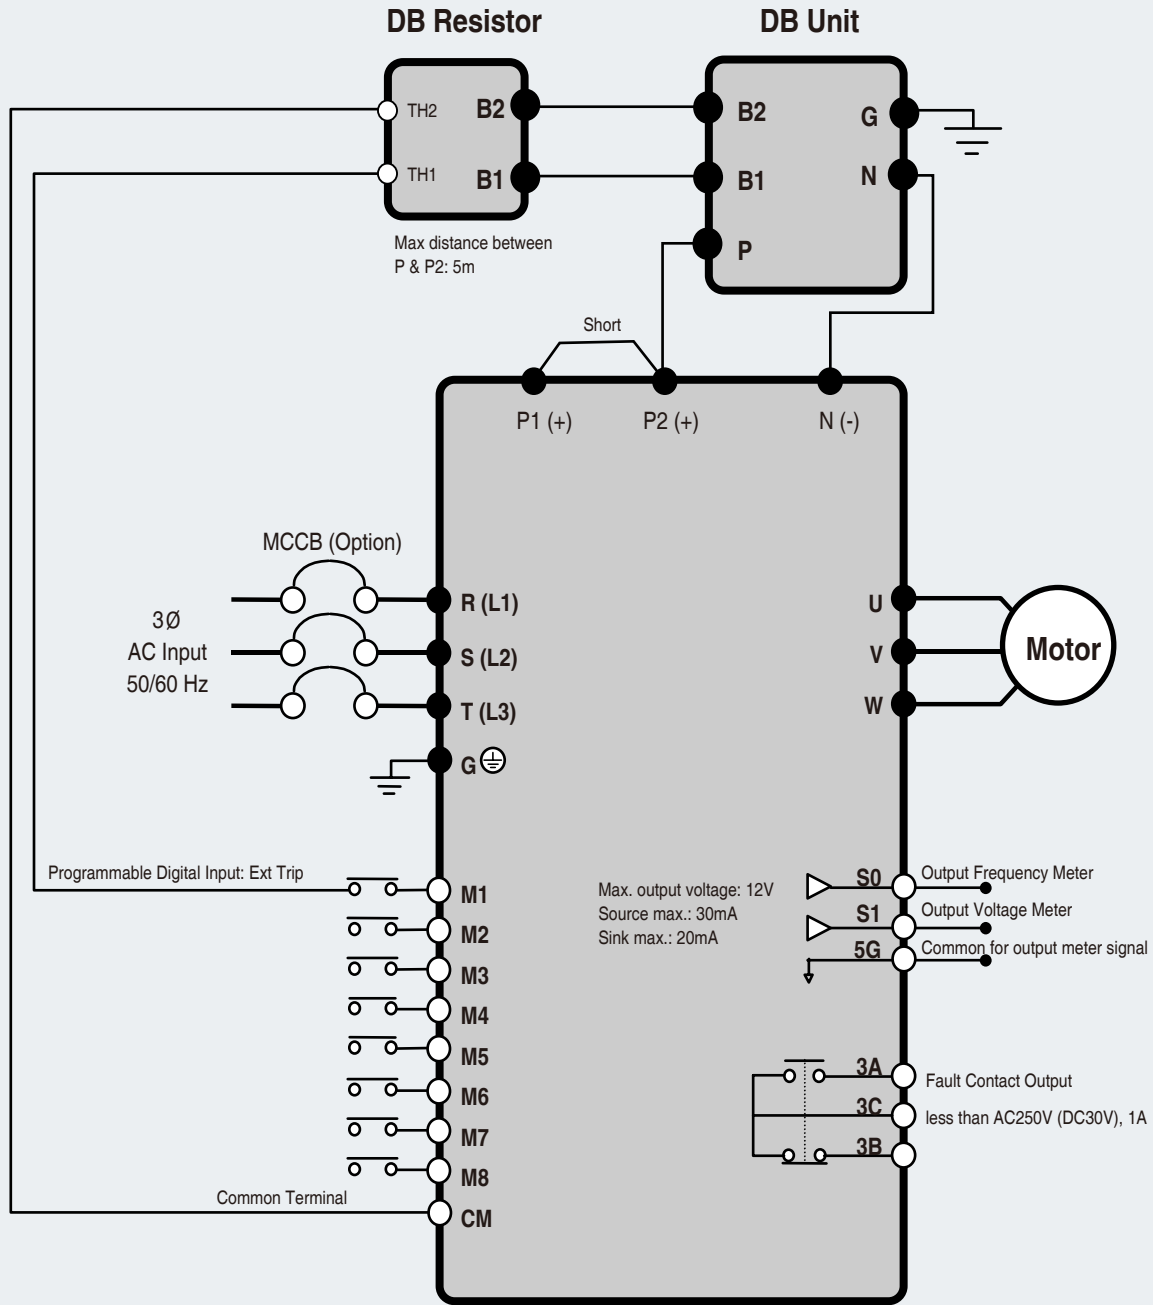 DB Resistor
DB Unit
TH2
B2
TH1
B1
B2
G
B1
N
P
Max distance between
P & P2: 5m
Short
P1 (+)
P2 (+)
N (-)
MCCB (Option)
3Ø
AC Input
50/60 Hz
R (L1)
S (L2)
T (L3)
G
U
V
W
Motor
Programmable Digital Input: Ext Trip
M1
M2
M3
M4
M5
M6
M7
M8
Common Terminal
CM
Max. output voltage: 12V
Source max.: 30mA
Sink max.: 20mA
S0
Output Frequency Meter
S1
Output Voltage Meter
5G
Common for output meter signal
3A
Fault Contact Output
3C
less than AC250V (DC30V), 1A
3B